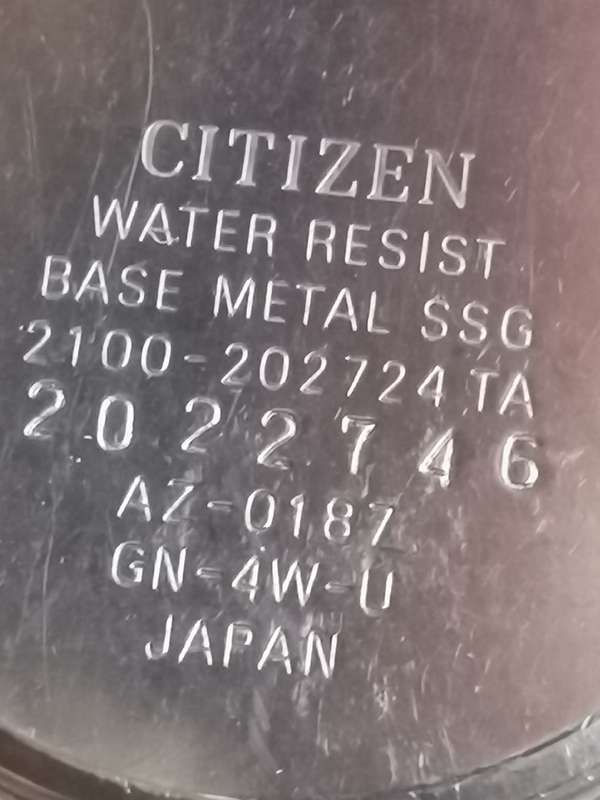 CITIZEN
WATER RESIST
BASE METAL SSG
2100-202724 TA
2022746
AZ-0187
GN-4W-U
JAPAN